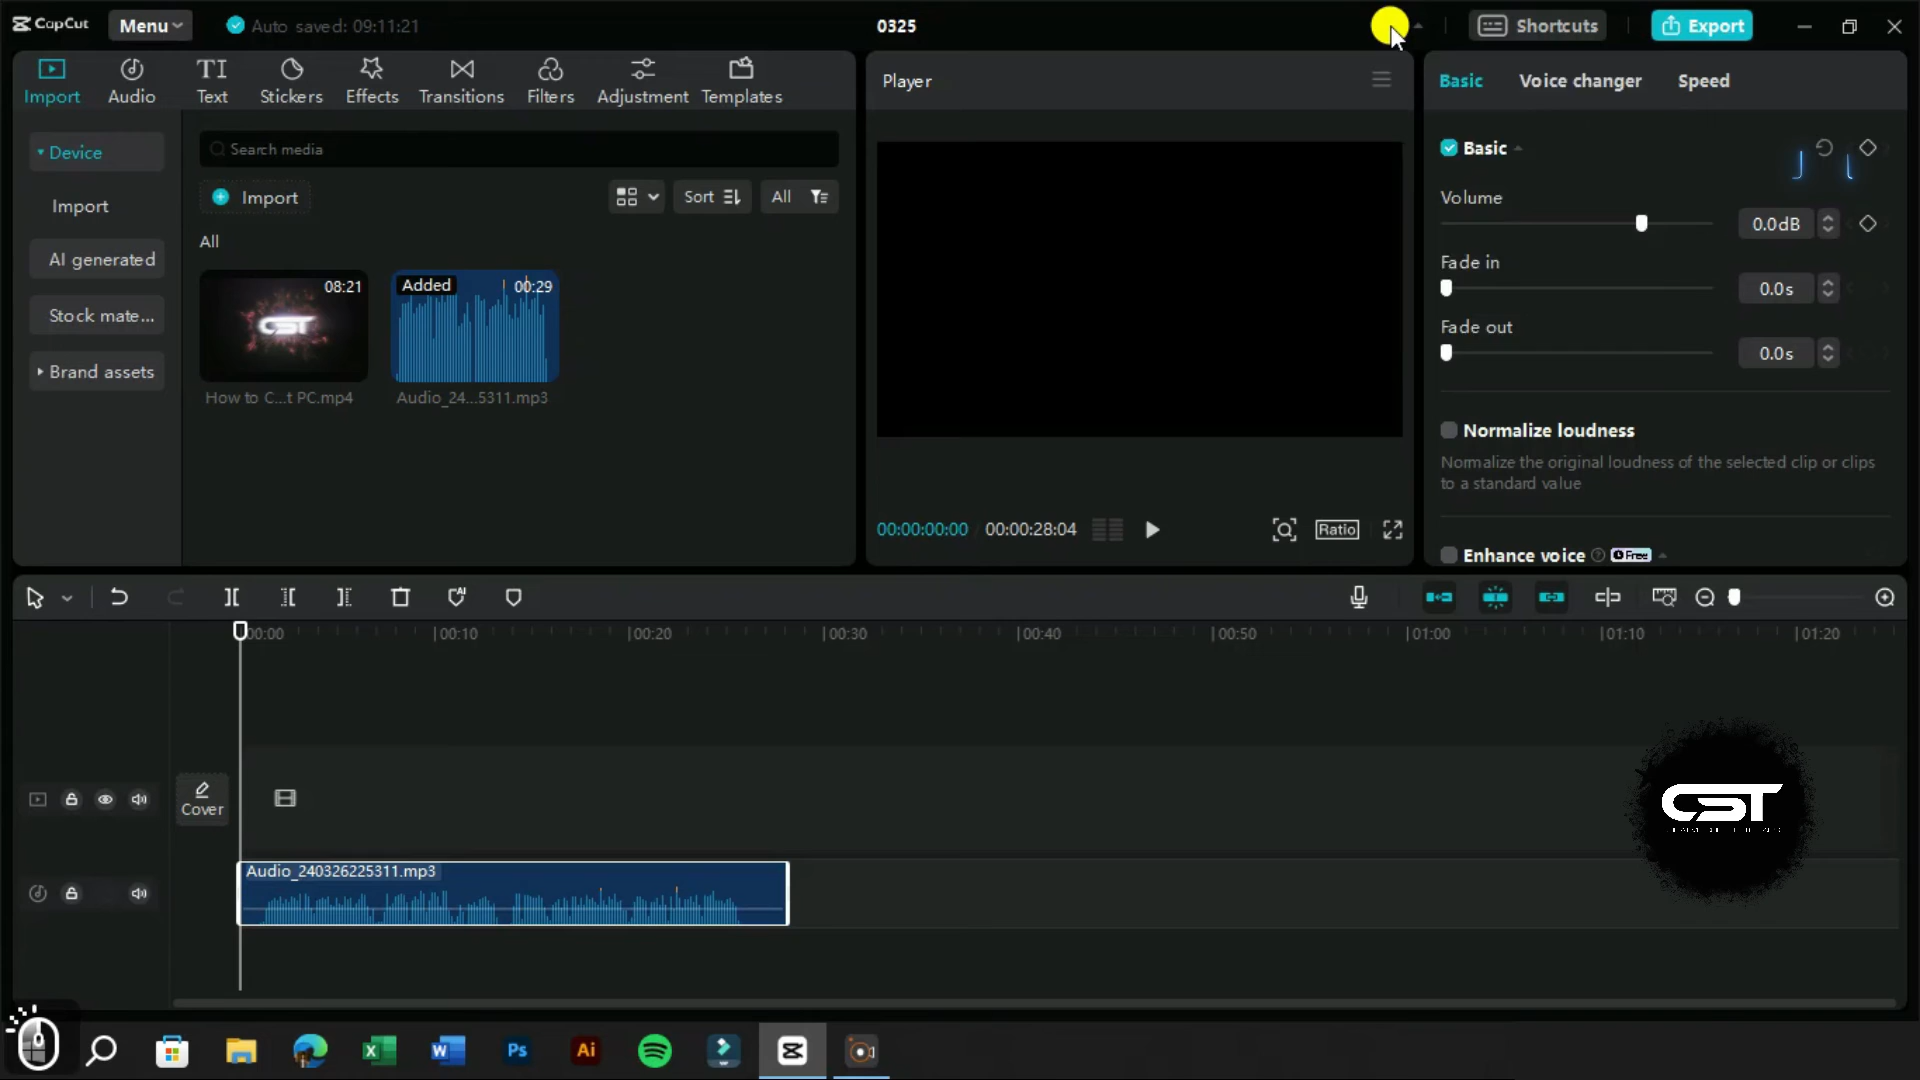 CapCut
Menu
Auto saved: 09:11:21
0325
Shortcuts
Export
Import
Audio
TI
Text
Stickers
Effects
Transitions
Filters
Adjustment
Templates
Player
Basic
Voice changer
Speed
Device
Import
AI generated
Stock mate...
Brand assets
Search media
Import
Sort
All
All
08:21
How to C...t PC.mp4
Added
00:29
Audio_24...5311.mp3
00:00:00:00
00:00:28:04
Ratio
Basic
Volume
0.0dB
Fade in
0.0s
Fade out
0.0s
Normalize loudness
Normalize the original loudness of the selected clip or clips
to a standard value
Enhance voice
Free
00:00
00:10
00:20
00:30
00:40
00:50
01:00
01:10
01:20
Cover
Audio_240326225311.mp3
CST
Ps
Ai